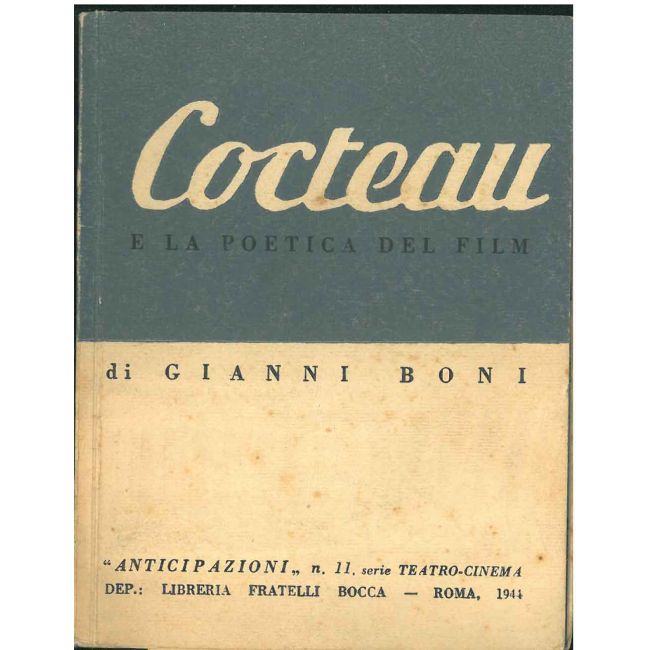 Cocteau
E LA POETICA DEL FILM
di GIANNI BONI
“ANTICIPAZIONI„ n. 11, serie TEATRO-CINEMA
DEP.: LIBRERIA FRATELLI BOCCA — ROMA, 1944